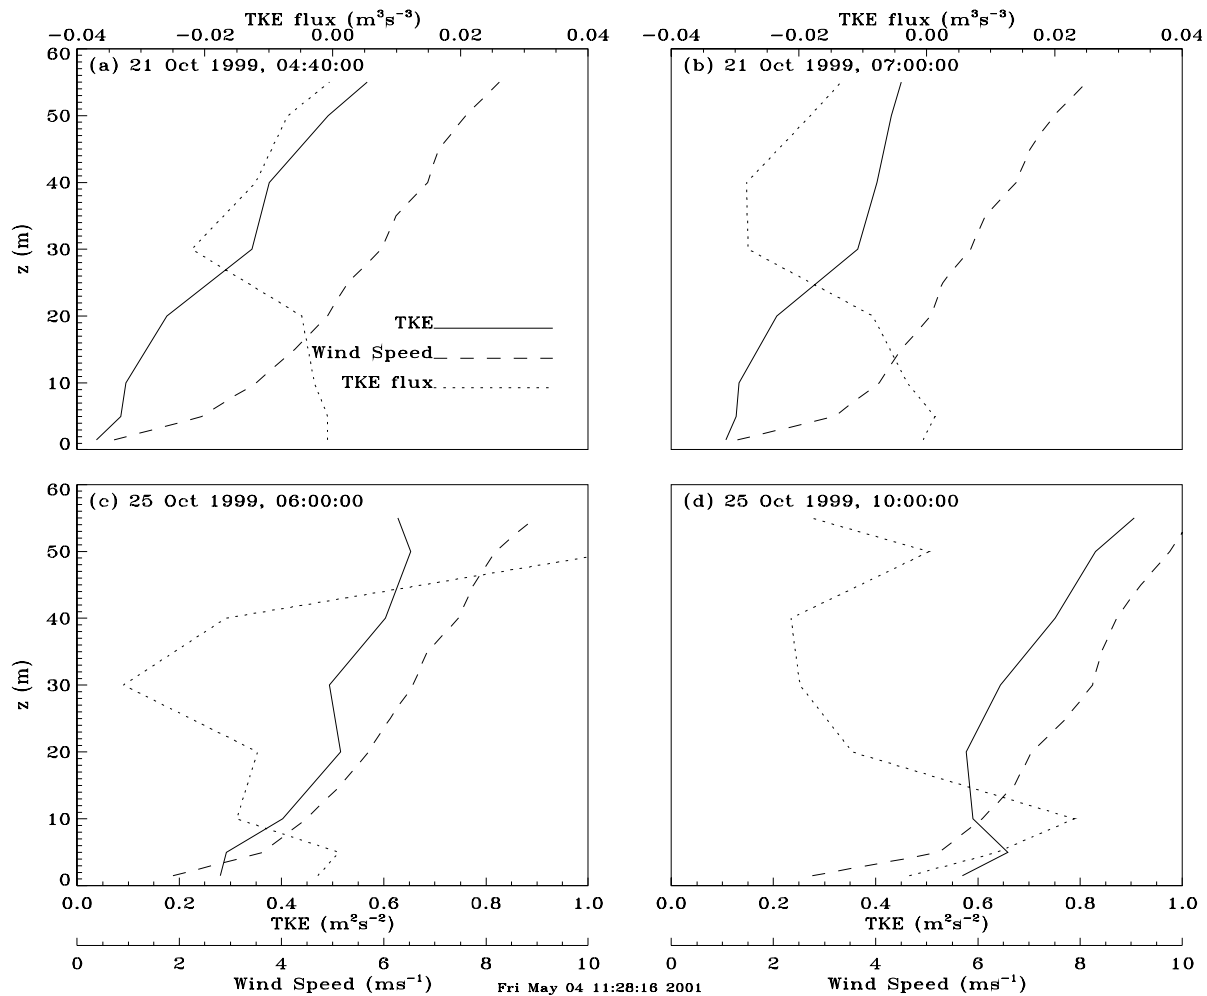 TKE flux (m³s⁻³) TKE flux (m³s⁻³)
−0.04 −0.02 0.00 0.02 0.04 −0.04 −0.02 0.00 0.02 0.04
60
(a) 21 Oct 1999, 04:40:00 (b) 21 Oct 1999, 07:00:00
50
40
30
z (m)
20
TKE
Wind Speed
10
TKE flux
0
60
(c) 25 Oct 1999, 06:00:00 (d) 25 Oct 1999, 10:00:00
50
40
30
z (m)
20
10
0
0.0 0.2 0.4 0.6 0.8 1.0 0.0 0.2 0.4 0.6 0.8 1.0
TKE (m²s⁻²) TKE (m²s⁻²)
0 2 4 6 8 10 0 2 4 6 8 10
Wind Speed (ms⁻¹) Wind Speed (ms⁻¹)
Fri May 04 11:28:16 2001